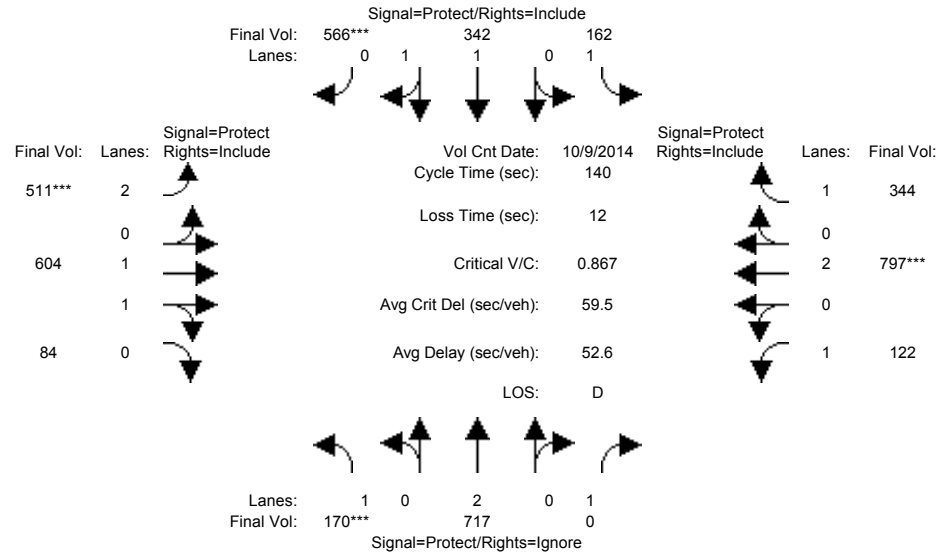 Signal=Protect/Rights=Include
Final Vol: 566*** 342 162
Lanes: 0 1 1 0 1
Signal=Protect Signal=Protect
Final Vol: Lanes: Rights=Include Vol Cnt Date: 10/9/2014 Rights=Include Lanes: Final Vol:
Cycle Time (sec): 140
511*** 2 1 344
Loss Time (sec): 12
0 0
604 1 Critical V/C: 0.867 2 797***
1 Avg Crit Del (sec/veh): 59.5 0
84 0 Avg Delay (sec/veh): 52.6 1 122
LOS: D
Lanes: 1 0 2 0 1
Final Vol: 170*** 717 0
Signal=Protect/Rights=Ignore